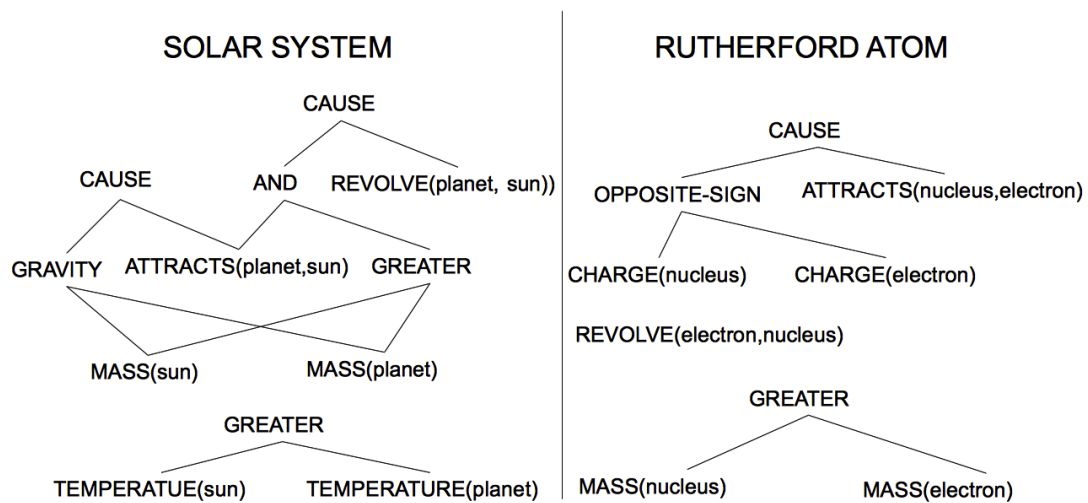 SOLAR SYSTEM
CAUSE
CAUSE
AND
REVOLVE(planet, sun))
GRAVITY
ATTRACTS(planet,sun)
GREATER
MASS(sun)
MASS(planet)
GREATER
TEMPERATUE(sun)
TEMPERATURE(planet)
RUTHERFORD ATOM
CAUSE
OPPOSITE-SIGN
ATTRACTS(nucleus,electron)
CHARGE(nucleus)
CHARGE(electron)
REVOLVE(electron,nucleus)
GREATER
MASS(nucleus)
MASS(electron)